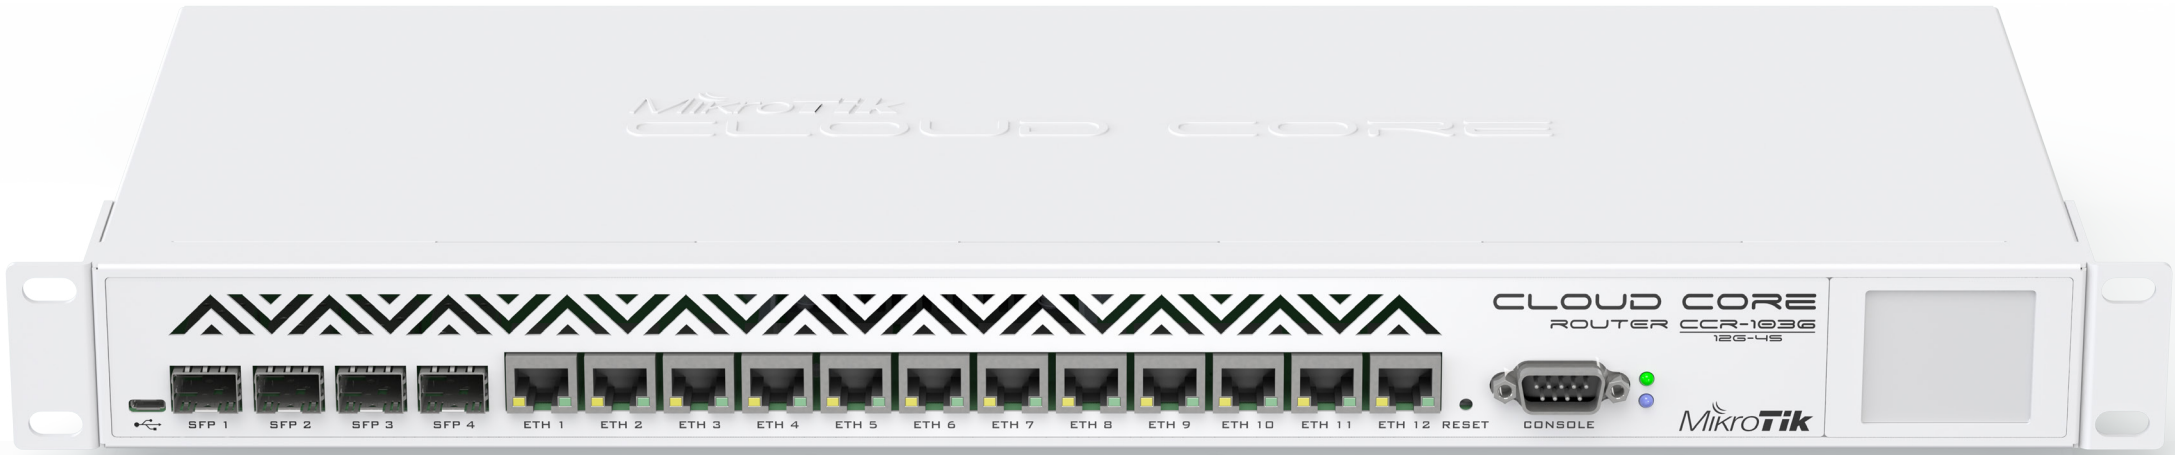 MikroTik
CLOUD CORE
CLOUD CORE
ROUTER CCR-1036
12G-4S
SFP 1 SFP 2 SFP 3 SFP 4 ETH 1 ETH 2 ETH 3 ETH 4 ETH 5 ETH 6 ETH 7 ETH 8 ETH 9 ETH 10 ETH 11 ETH 12 RESET CONSOLE
MikroTik